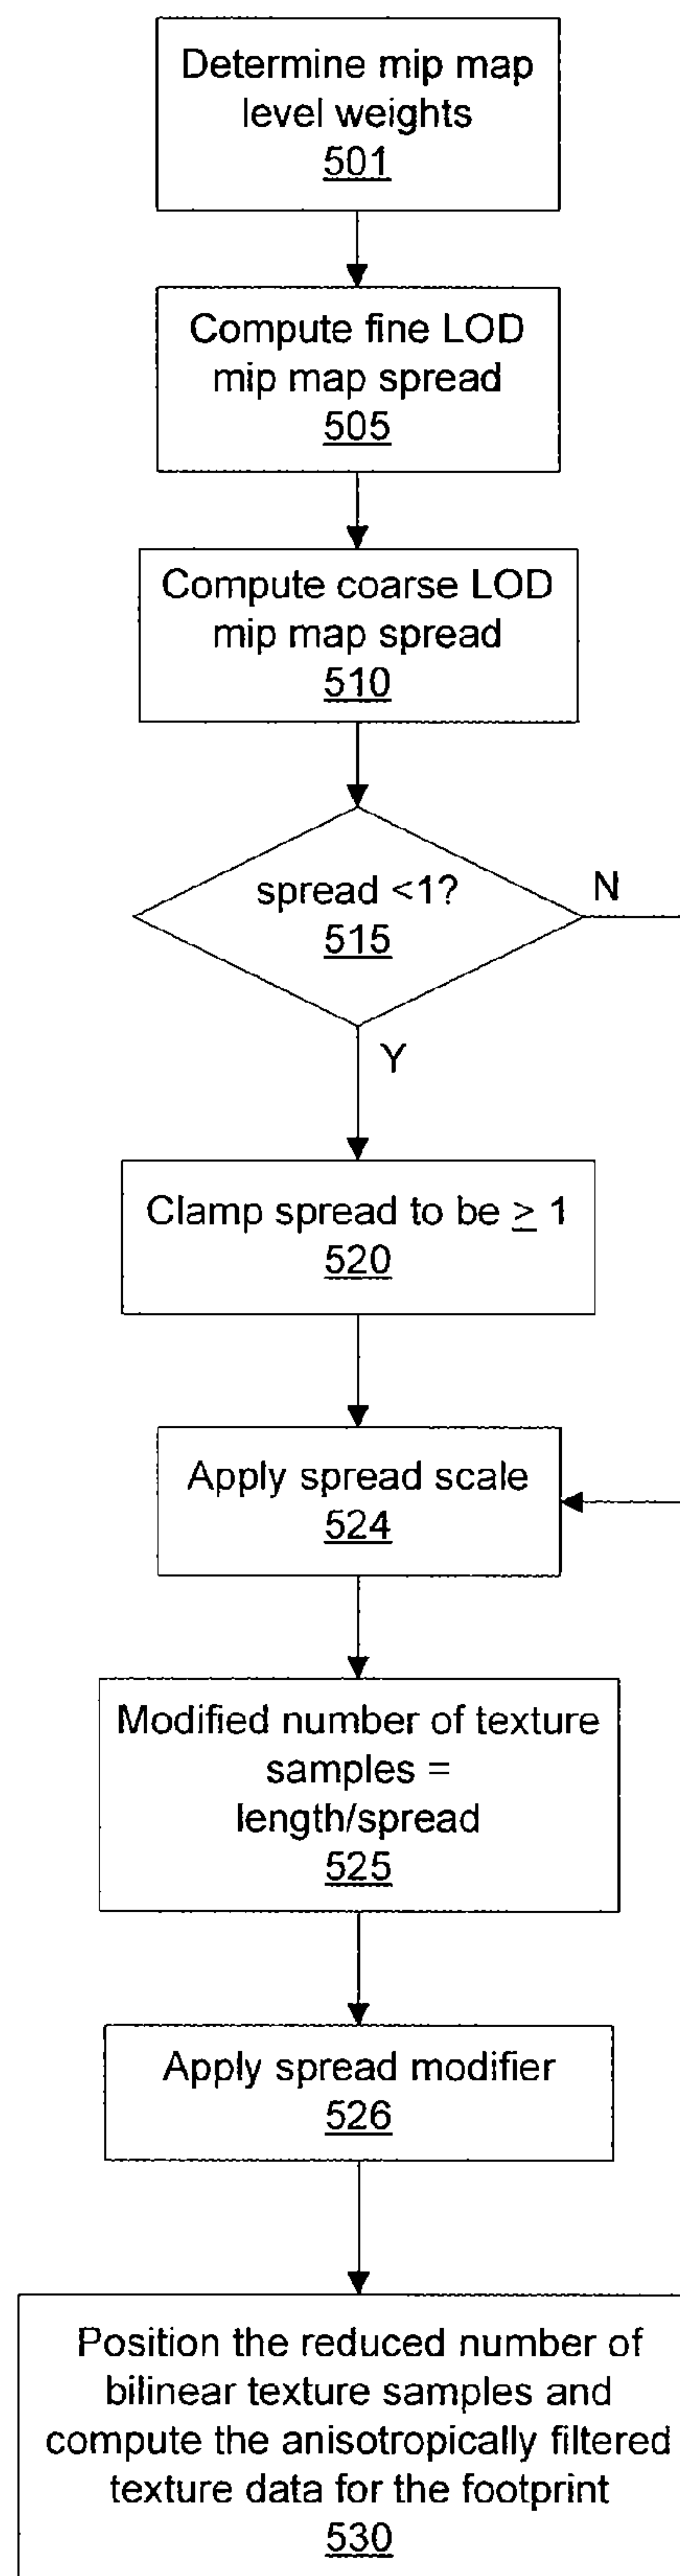 Determine mip map
level weights
501
Compute fine LOD
mip map spread
505
Compute coarse LOD
mip map spread
510
spread <1?
515
N
Y
Clamp spread to be ≥ 1
520
Apply spread scale
524
Modified number of texture
samples =
length/spread
525
Apply spread modifier
526
Position the reduced number of
bilinear texture samples and
compute the anisotropically filtered
texture data for the footprint
530